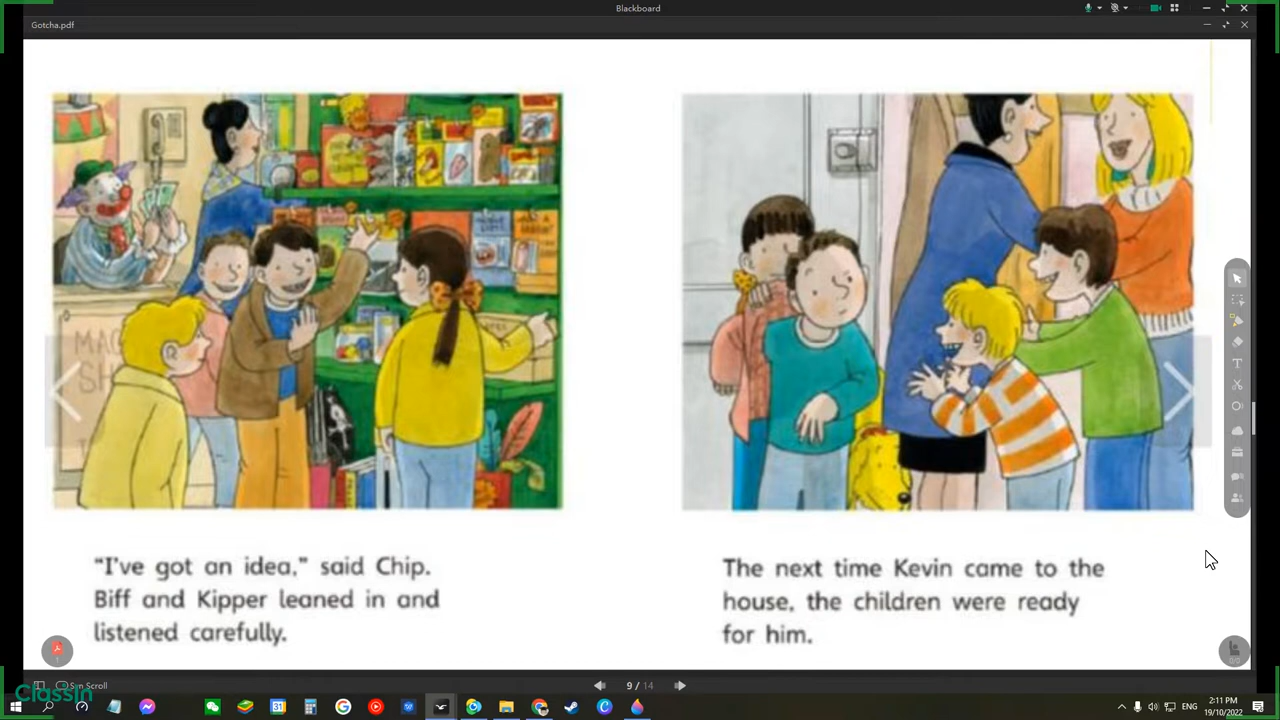 Blackboard
Gotcha.pdf
MAG
SH
"I've got an idea," said Chip.
Biff and Kipper leaned in and
listened carefully.
The next time Kevin came to the
house, the children were ready
for him.
9 / 14
ClassIn
Scroll
ENG
2:11 PM
19/10/2022